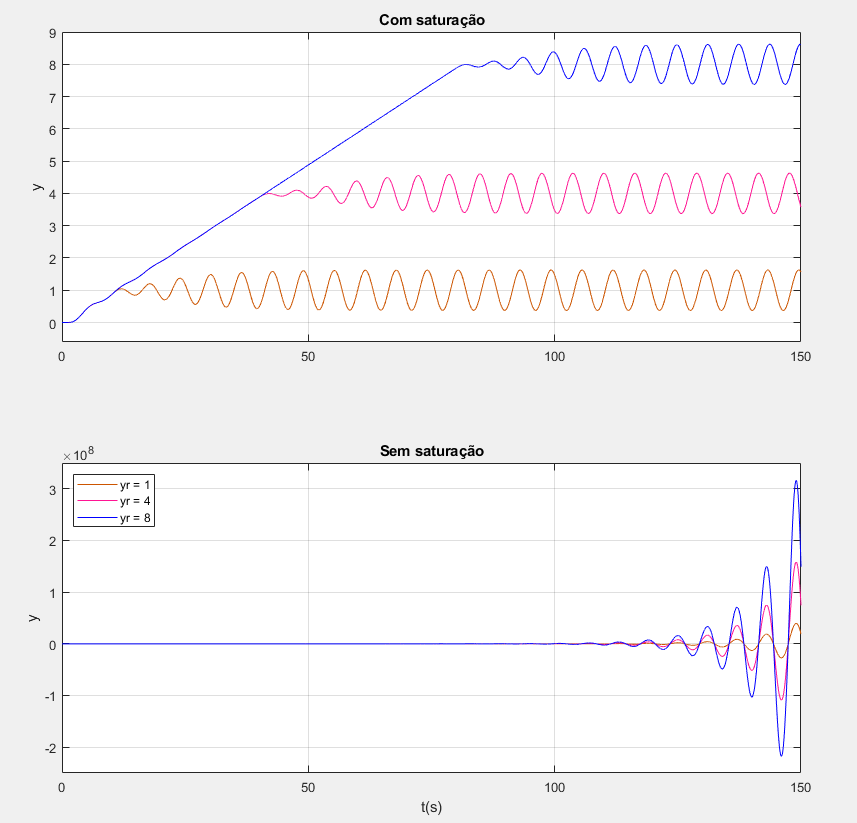 Com saturação
9
8
7
6
5
4
3
2
1
0
y
0 50 100 150
×10^8
Sem saturação
yr = 1
yr = 4
yr = 8
3
2
1
0
-1
-2
y
0 50 100 150
t(s)